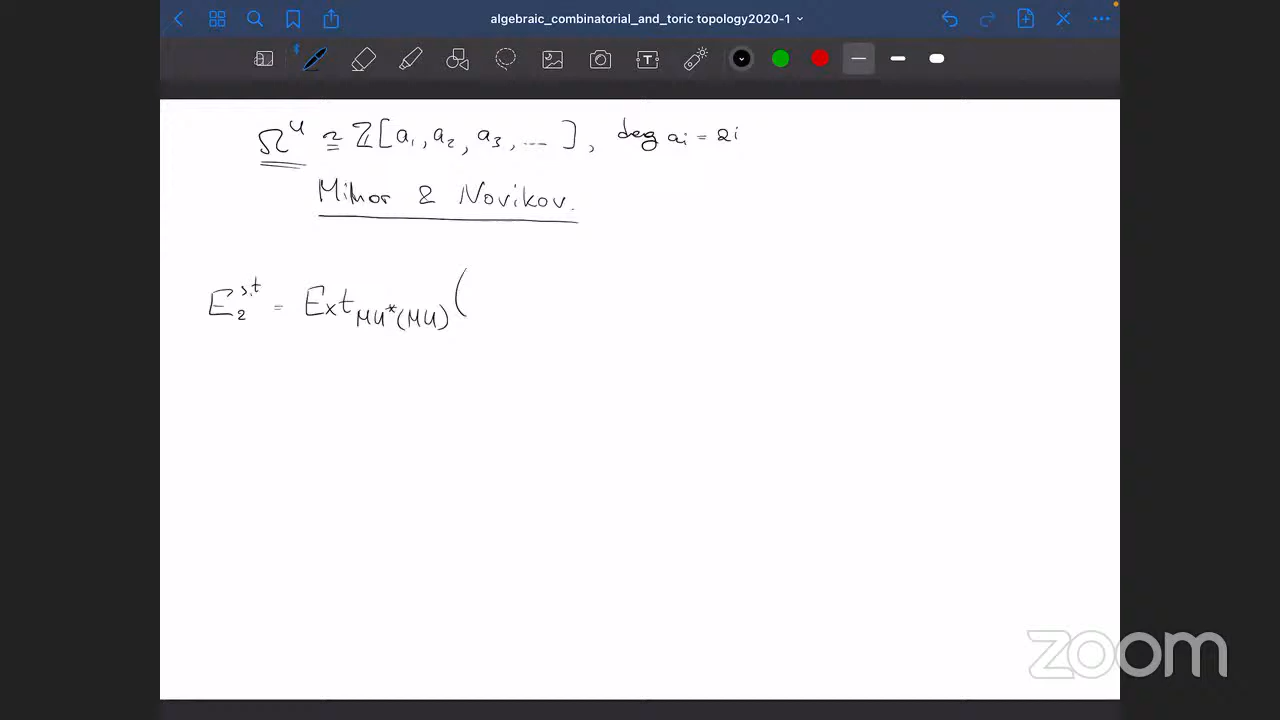 algebraic_combinatorial_and_toric topology2020-1
Ω^U ≅ ℤ[a₁, a₂, a₃, ...], deg aᵢ = 2i
Milnor & Novikov.
E₂^{s,t} = Ext_{MU*(MU)} (
zoom